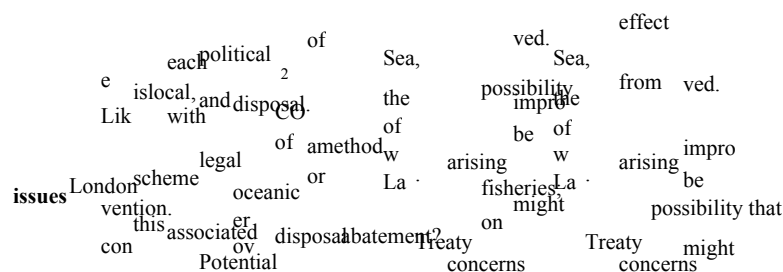 effect
of ved.
political Sea, Sea,
each
2
e from ved.
islocal, possibility
and disposal. the impro the
Lik with CO
of be of
of amethod impro
legal w arising w arising
London scheme or La . La . be
issues oceanic fisheries,
vention. might possibility that
this er on
associated disposal abatement? Treaty Treaty
con ov might
Potential concerns concerns